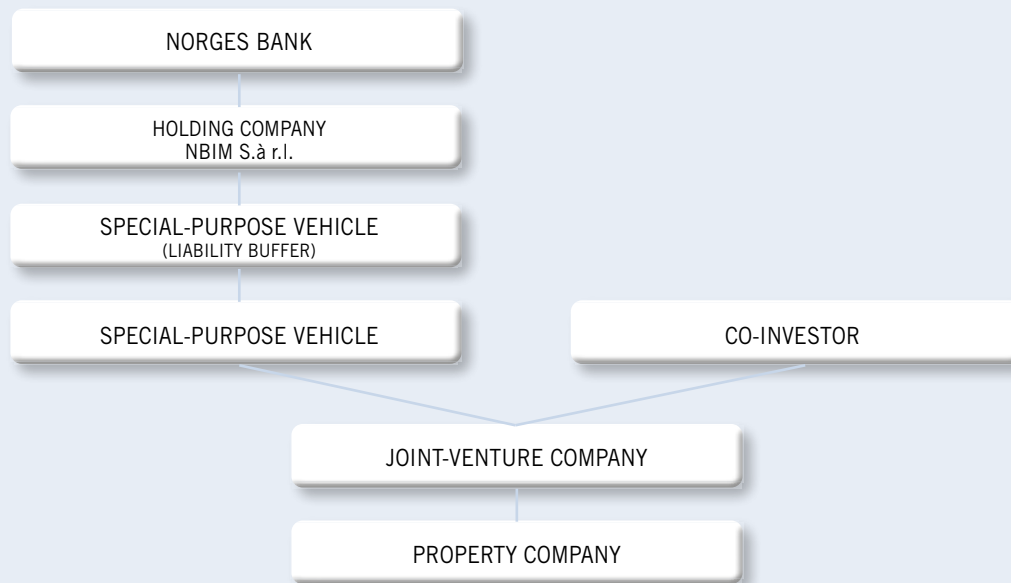 NORGES BANK
HOLDING COMPANY
NBIM S.à r.l.
SPECIAL-PURPOSE VEHICLE
(LIABILITY BUFFER)
SPECIAL-PURPOSE VEHICLE
CO-INVESTOR
JOINT-VENTURE COMPANY
PROPERTY COMPANY